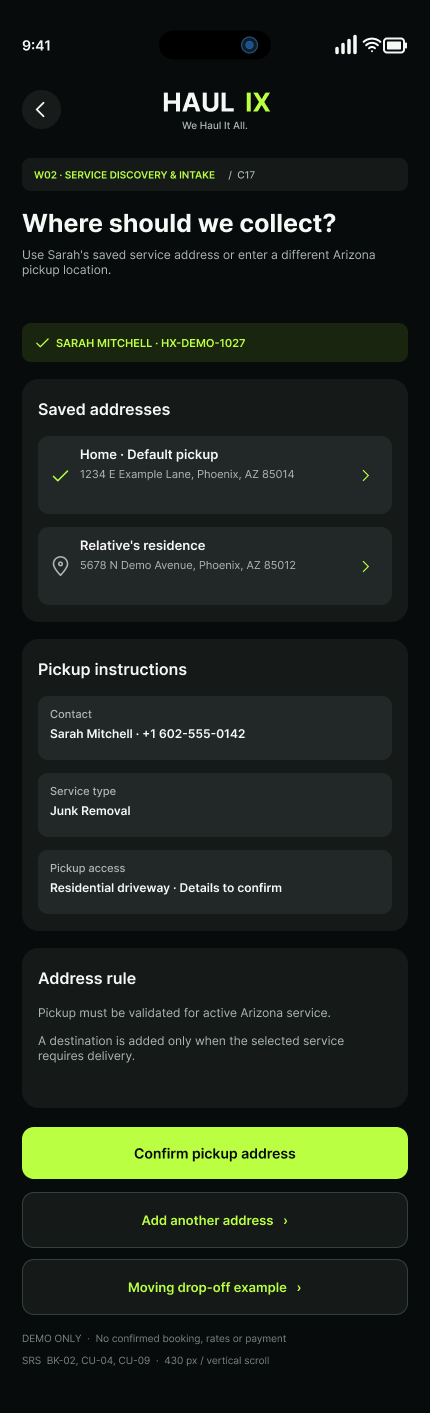 9:41
HAUL IX
We Haul It All.
W02 · SERVICE DISCOVERY & INTAKE / C17
Where should we collect?
Use Sarah's saved service address or enter a different Arizona
pickup location.
SARAH MITCHELL · HX-DEMO-1027
Saved addresses
Home · Default pickup
1234 E Example Lane, Phoenix, AZ 85014
Relative's residence
5678 N Demo Avenue, Phoenix, AZ 85012
Pickup instructions
Contact
Sarah Mitchell · +1 602-555-0142
Service type
Junk Removal
Pickup access
Residential driveway · Details to confirm
Address rule
Pickup must be validated for active Arizona service.
A destination is added only when the selected service
requires delivery.
Confirm pickup address
Add another address ›
Moving drop-off example ›
DEMO ONLY · No confirmed booking, rates or payment
SRS BK-02, CU-04, CU-09 · 430 px / vertical scroll